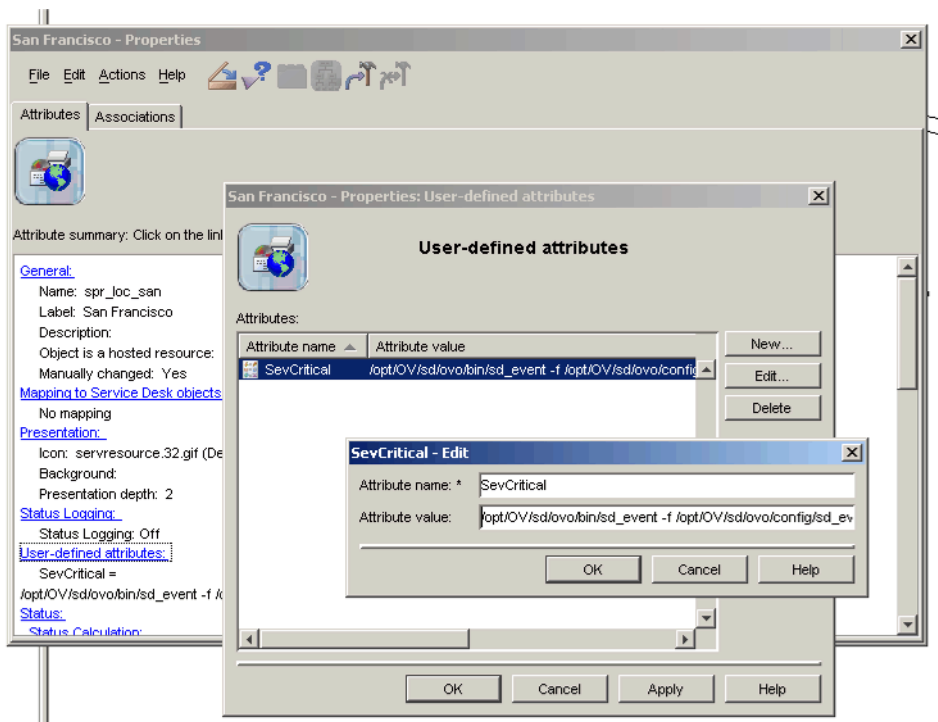 San Francisco - Properties
File Edit Actions Help
Attributes Associations
Attribute summary: Click on the lin
General:
Name: spr_loc_san
Label: San Francisco
Description:
Object is a hosted resource:
Manually changed: Yes
Mapping to Service Desk objects
No mapping
Presentation:
Icon: servresource.32.gif (De
Background:
Presentation depth: 2
Status Logging:
Status Logging: Off
User-defined attributes:
SevCritical =
/opt/OV/sd/ovo/bin/sd_event -f /o
Status:
Status Calculation:
San Francisco - Properties: User-defined attributes
User-defined attributes
Attributes:
Attribute name Attribute value
SevCritical /opt/OV/sd/ovo/bin/sd_event -f /opt/OV/sd/ovo/config
New...
Edit...
Delete
SevCritical - Edit
Attribute name: * SevCritical
Attribute value: /opt/OV/sd/ovo/bin/sd_event -f /opt/OV/sd/ovo/config/sd_ev
OK Cancel Help
OK Cancel Apply Help